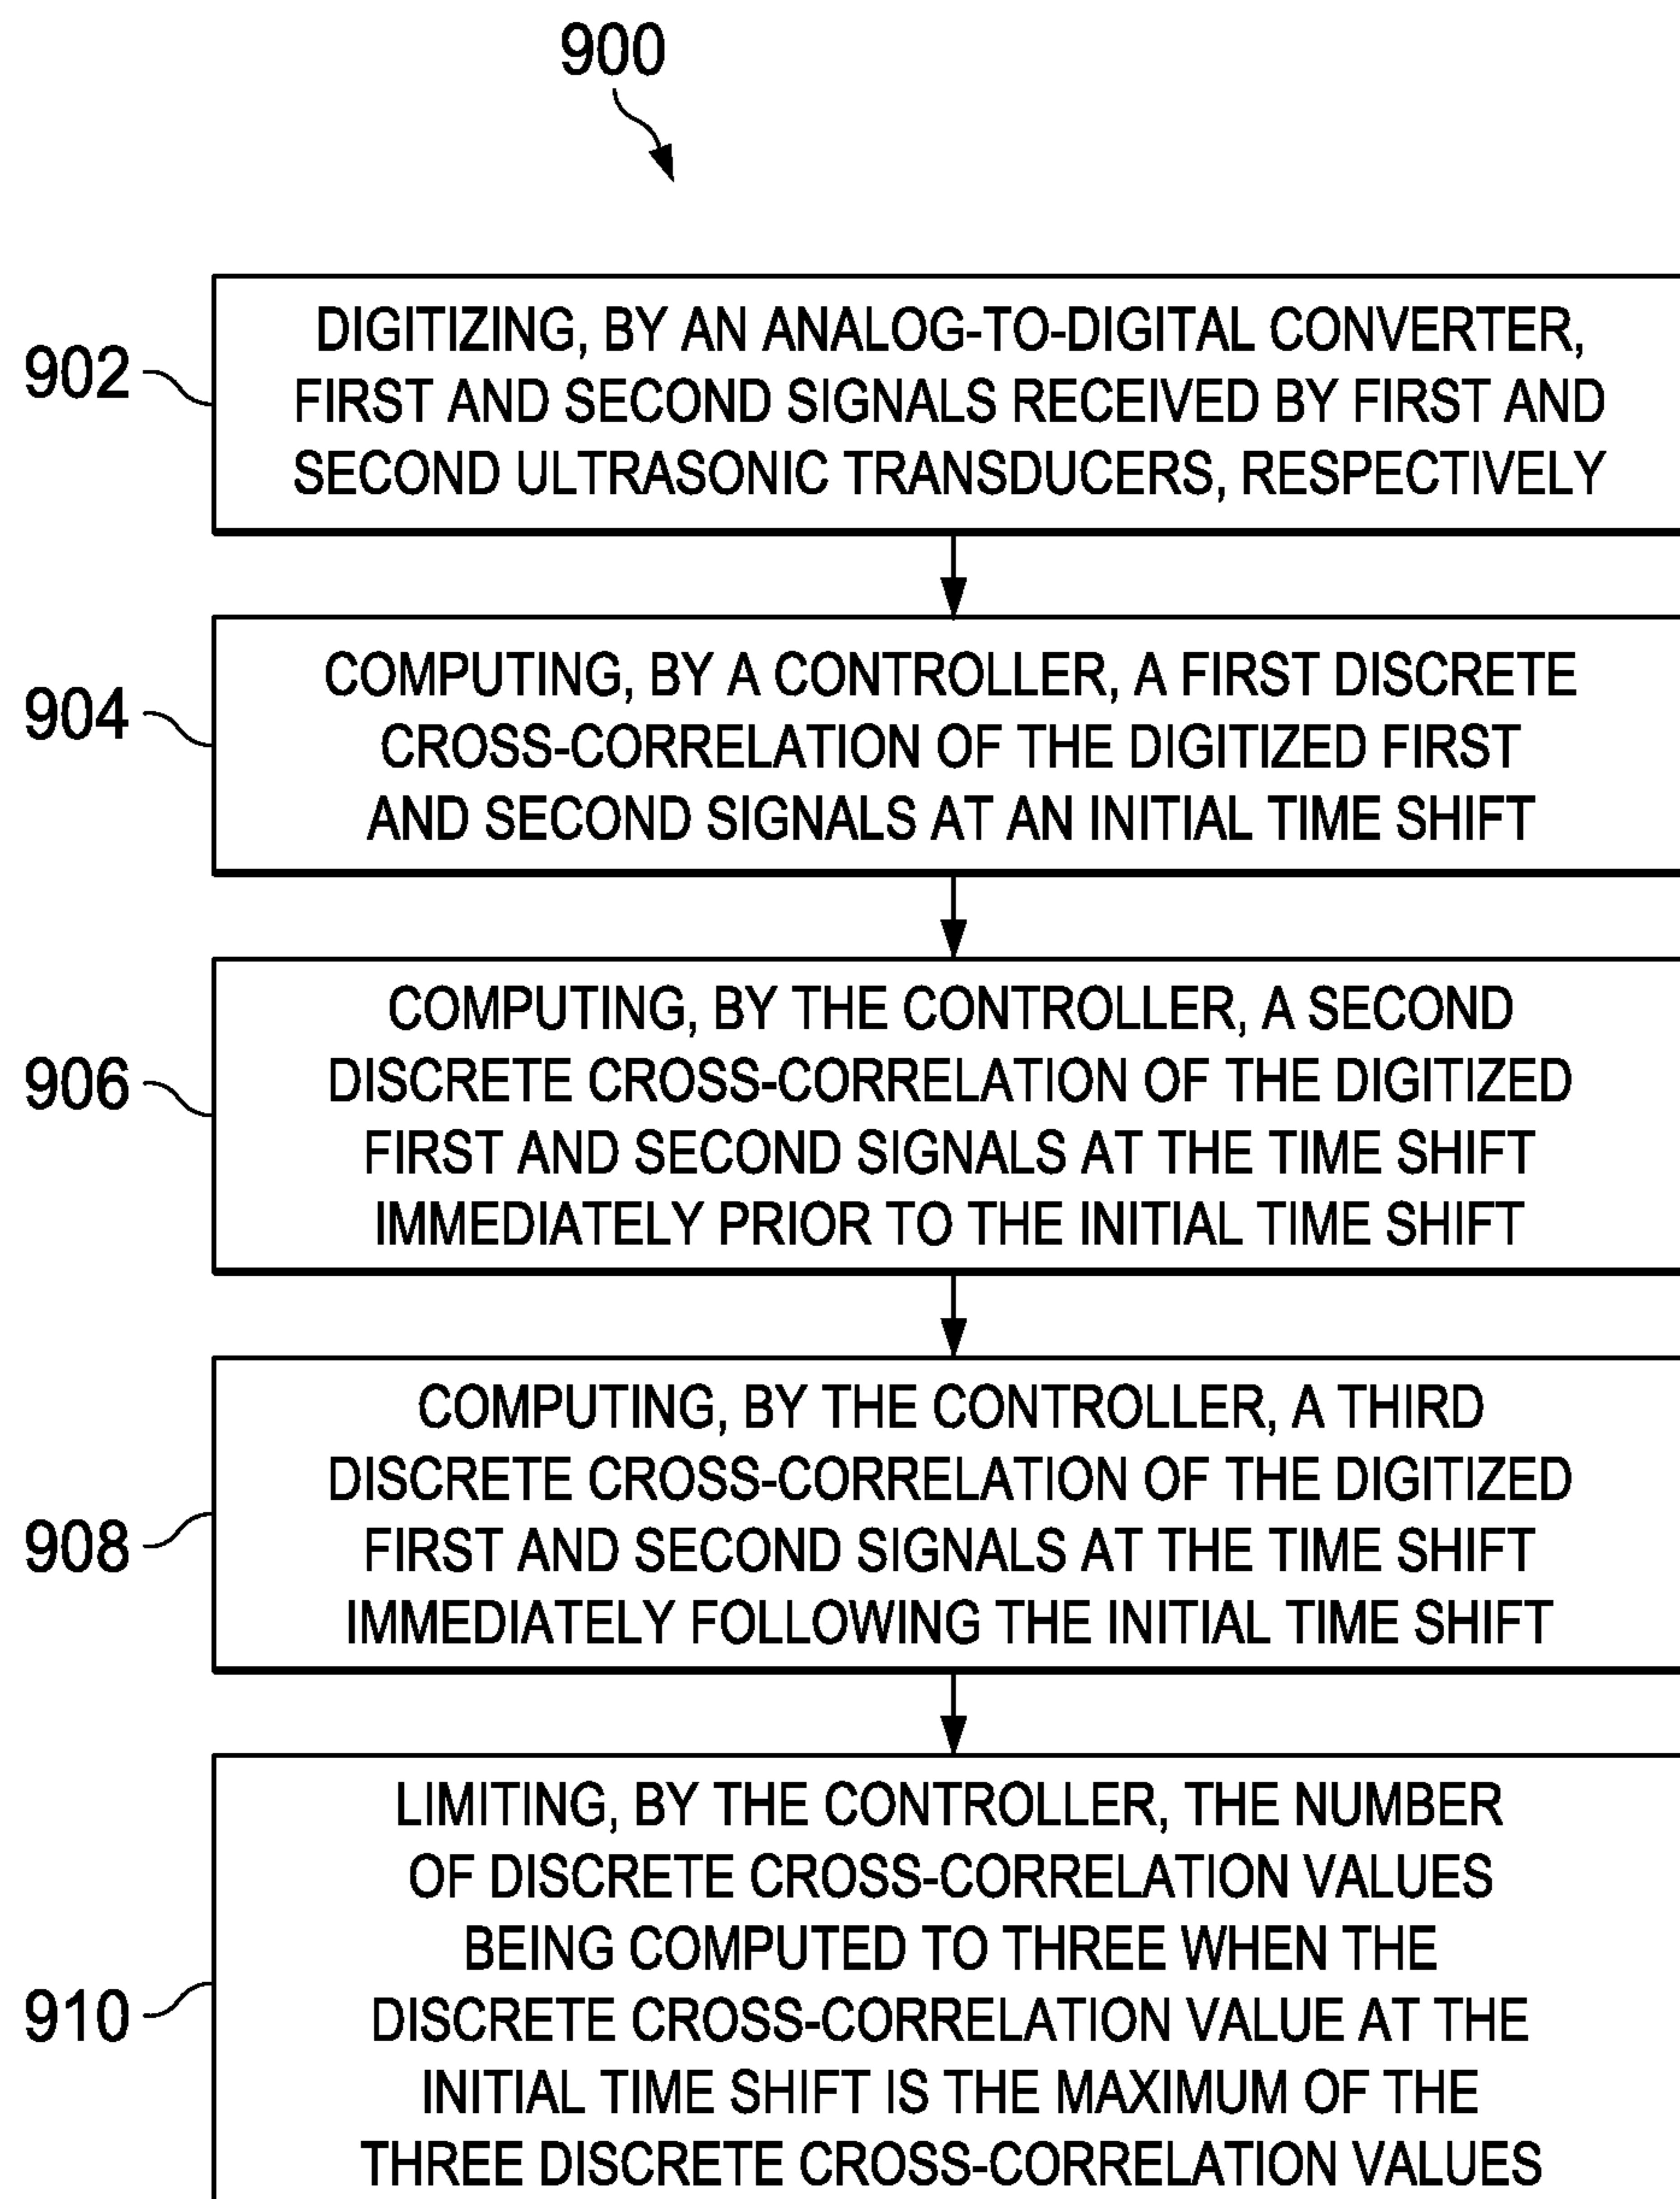 900
902
DIGITIZING, BY AN ANALOG-TO-DIGITAL CONVERTER,
FIRST AND SECOND SIGNALS RECEIVED BY FIRST AND
SECOND ULTRASONIC TRANSDUCERS, RESPECTIVELY
904
COMPUTING, BY A CONTROLLER, A FIRST DISCRETE
CROSS-CORRELATION OF THE DIGITIZED FIRST
AND SECOND SIGNALS AT AN INITIAL TIME SHIFT
906
COMPUTING, BY THE CONTROLLER, A SECOND
DISCRETE CROSS-CORRELATION OF THE DIGITIZED
FIRST AND SECOND SIGNALS AT THE TIME SHIFT
IMMEDIATELY PRIOR TO THE INITIAL TIME SHIFT
908
COMPUTING, BY THE CONTROLLER, A THIRD
DISCRETE CROSS-CORRELATION OF THE DIGITIZED
FIRST AND SECOND SIGNALS AT THE TIME SHIFT
IMMEDIATELY FOLLOWING THE INITIAL TIME SHIFT
910
LIMITING, BY THE CONTROLLER, THE NUMBER
OF DISCRETE CROSS-CORRELATION VALUES
BEING COMPUTED TO THREE WHEN THE
DISCRETE CROSS-CORRELATION VALUE AT THE
INITIAL TIME SHIFT IS THE MAXIMUM OF THE
THREE DISCRETE CROSS-CORRELATION VALUES